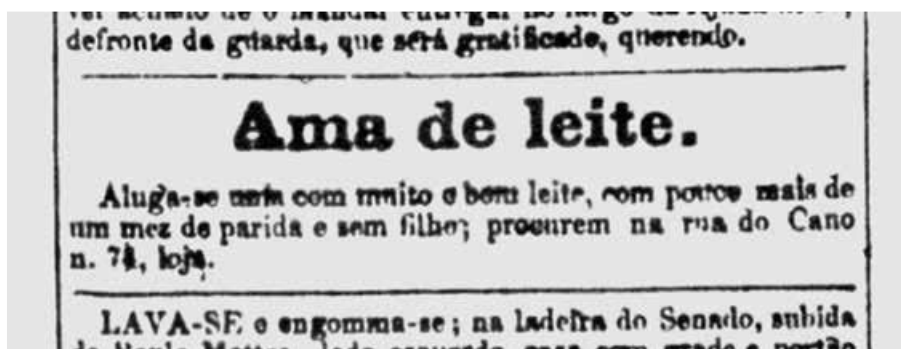 defronte da guarda, que será gratificado, querendo.
Ama de leite.
Aluga-se uma com muito e bom leite, com pouco mais de
um mez de parida e sem filho; procurem na rua do Cano
n. 74, loja.
LAVA-SE e engomma-se; na ladeira do Senado, subida